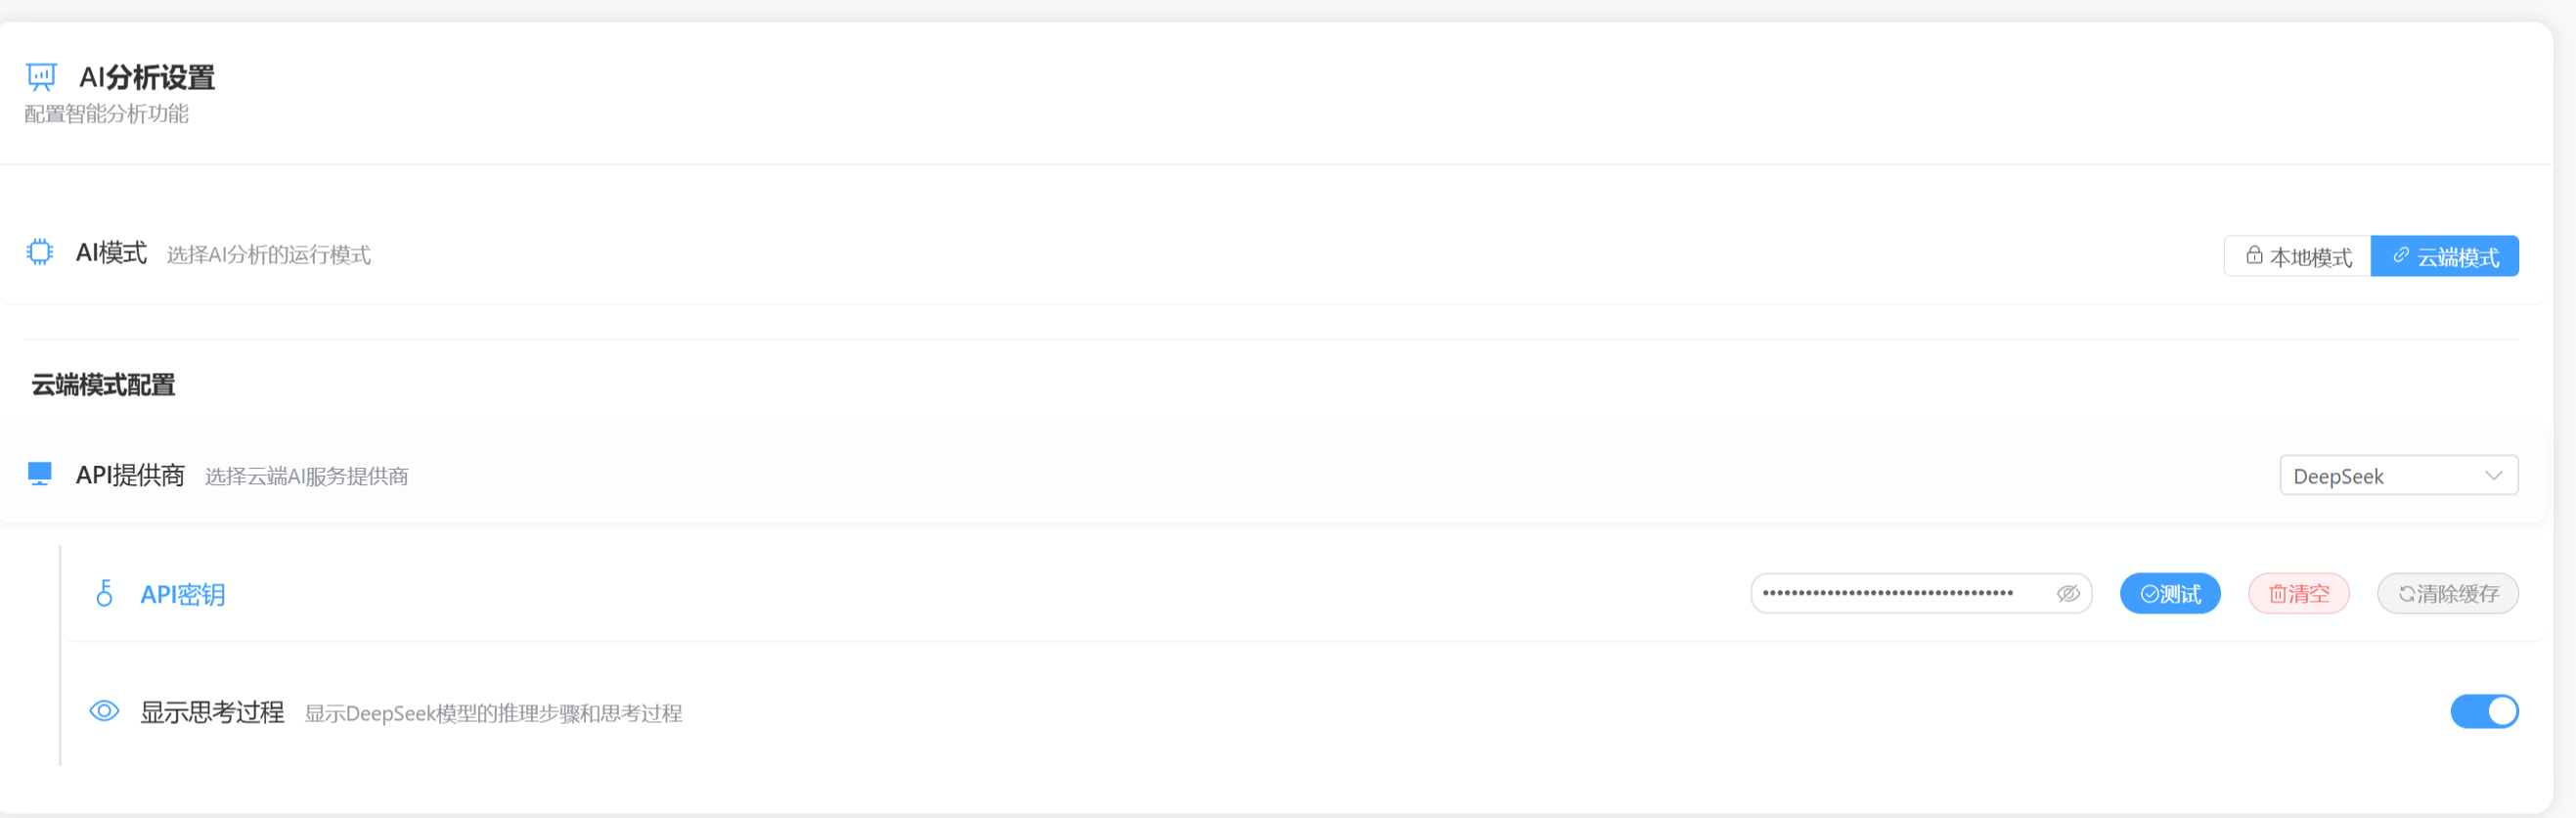 AI分析设置
配置智能分析功能
AI模式 选择AI分析的运行模式 本地模式 云端模式
云端模式配置
API提供商 选择云端AI服务提供商 DeepSeek
API密钥 测试 清空 清除缓存
显示思考过程 显示DeepSeek模型的推理步骤和思考过程